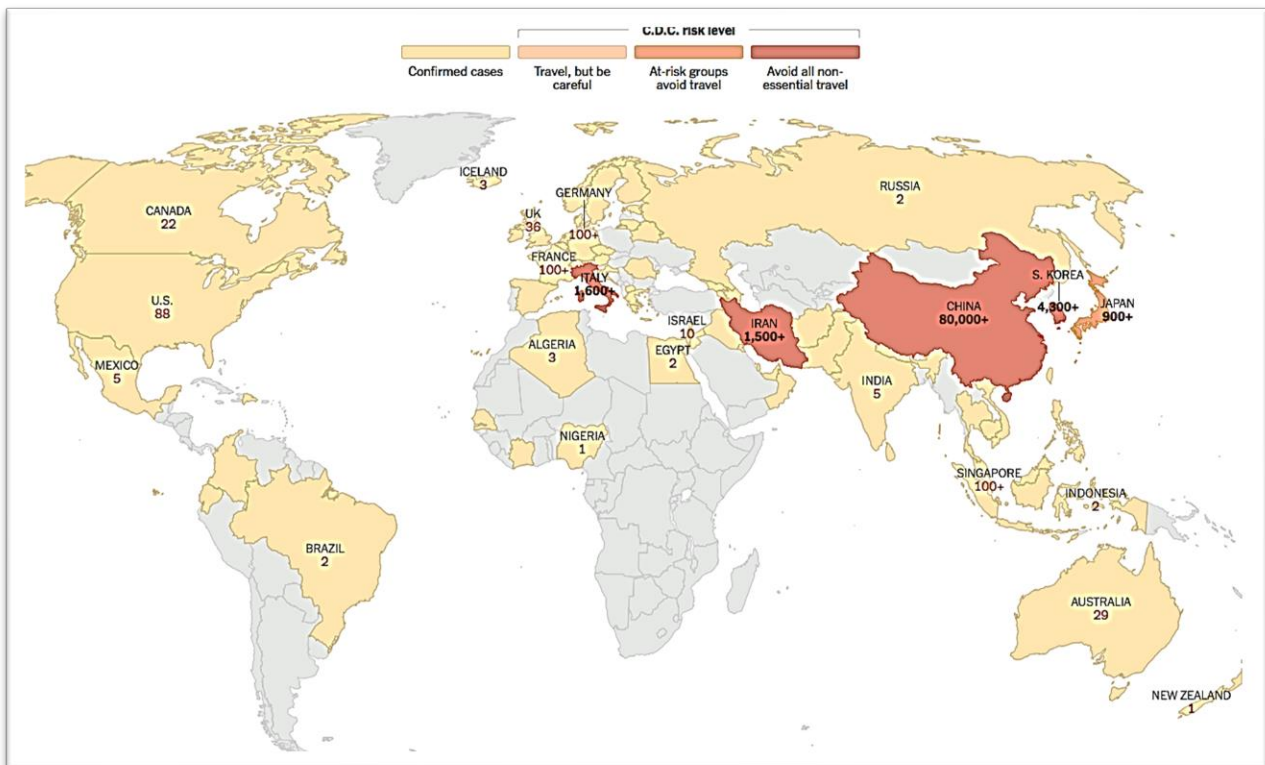 C.D.C. risk level
Confirmed cases
Travel, but be
careful
At-risk groups
avoid travel
Avoid all non-
essential travel
ICELAND
3
GERMANY
100+
RUSSIA
2
CANADA
22
UK
36
FRANCE
100+
ITALY
1,600+
S. KOREA
4,300+
U.S.
88
CHINA
80,000+
JAPAN
900+
ISRAEL
10
IRAN
1,500+
ALGERIA
3
EGYPT
2
MEXICO
5
INDIA
5
NIGERIA
1
SINGAPORE
100+
INDONESIA
2
BRAZIL
2
AUSTRALIA
29
NEW ZEALAND
1